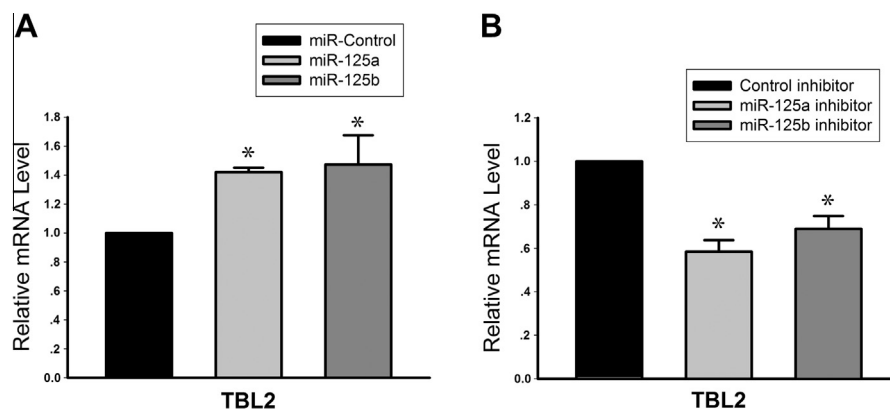 A
miR-Control
miR-125a
miR-125b
Relative mRNA Level
1.8
1.6
1.4
1.2
1.0
.8
.6
.4
.2
0.0
*
*
TBL2
B
Control inhibitor
miR-125a inhibitor
miR-125b inhibitor
Relative mRNA Level
1.2
1.0
.8
.6
.4
.2
0.0
*
*
TBL2